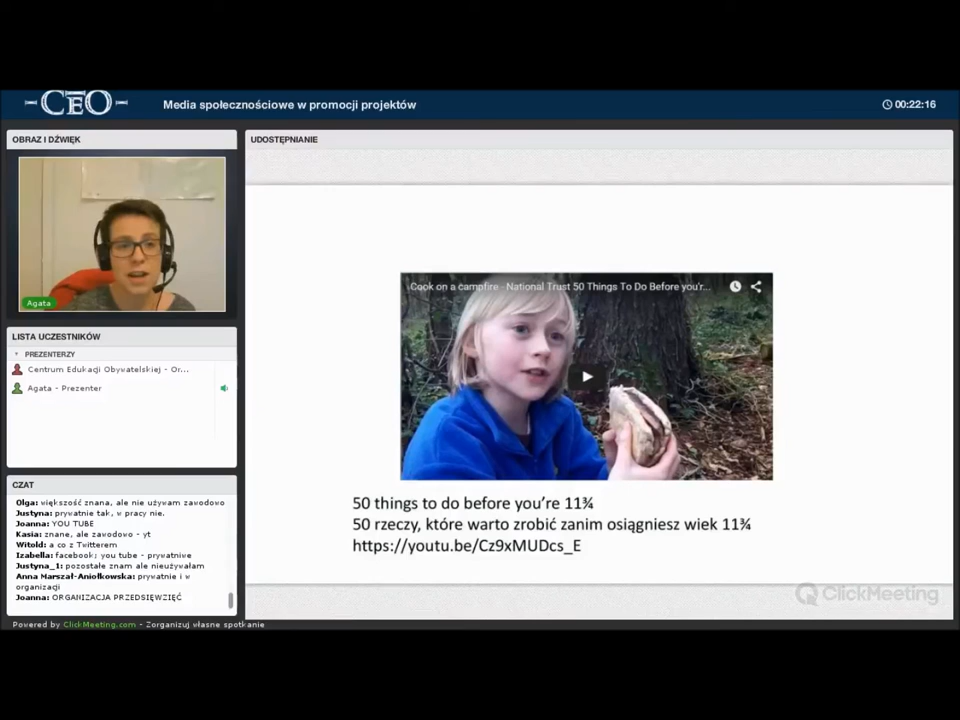 CEO
Media społecznościowe w promocji projektów
00:22:16
OBRAZ I DŹWIĘK
Agata
LISTA UCZESTNIKÓW
PREZENTERZY
Centrum Edukacji Obywatelskiej - Or...
Agata - Prezenter
CZAT
Olga: większość znana, ale nie używam zawodowo
Justyna: prywatnie tak, w pracy nie.
Joanna: YOU TUBE
Kasia: znane, ale zawodowo - yt
Witold: a co z Twitterem
Izabella: facebook; you tube - prywatniwe
Justyna_1: pozostałe znam ale nieużywałam
Anna Marszał-Aniołkowska: prywatnie i w
organizacji
Joanna: ORGANIZACJA PRZEDSIĘWZIĘĆ
Powered by ClickMeeting.com - Zorganizuj własne spotkanie
UDOSTĘPNIANIE
Cook on a campfire - National Trust 50 Things To Do Before you'r...
50 things to do before you're 11¾
50 rzeczy, które warto zrobić zanim osiągniesz wiek 11¾
https://youtu.be/Cz9xMUDcs_E
ClickMeeting